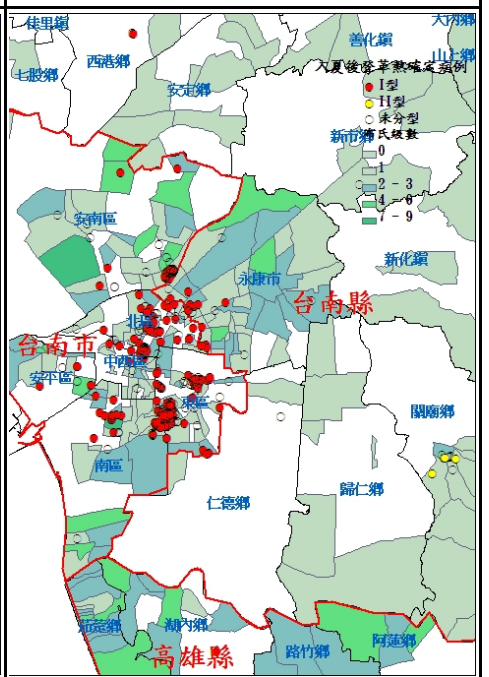 佳里鎮
大內鄉
西港鄉
善化鎮
山上鄉
七股鄉
安定鄉
入夏後登革熱確定病例
I型
II型
未分型
新市鄉
布氏級數
0
1
2 - 3
4 - 6
7 - 9
安南區
永康市
新化鎮
台南縣
北區
台南市
中西區
安平區
東區
關廟鄉
南區
仁德鄉
歸仁鄉
茄萣鄉
湖內鄉
高雄縣
路竹鄉
阿蓮鄉